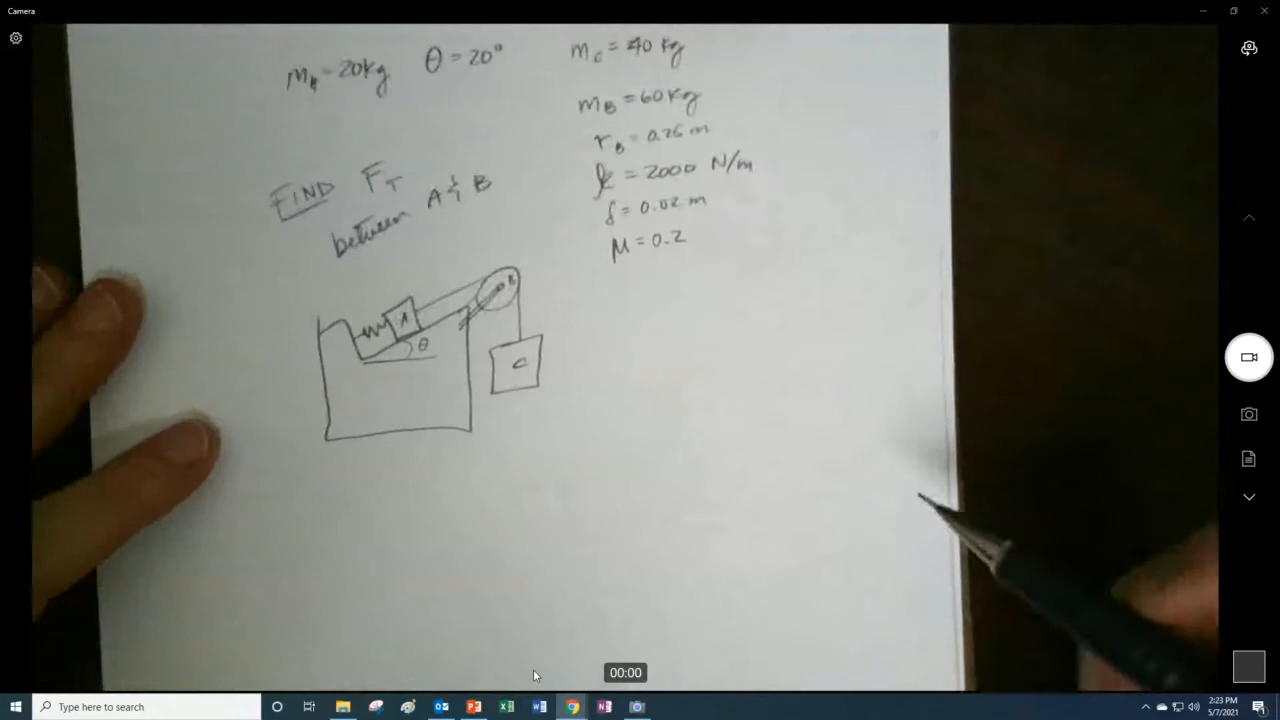 Camera
m_A = 20 kg θ = 20° m_C = 40 kg
m_B = 60 kg
r_B = 0.25 m
k = 2000 N/m
δ = 0.02 m
μ = 0.2
FIND F_T
between A & B
A
B
θ
C
00:00
Type here to search
2:23 PM
5/7/2021